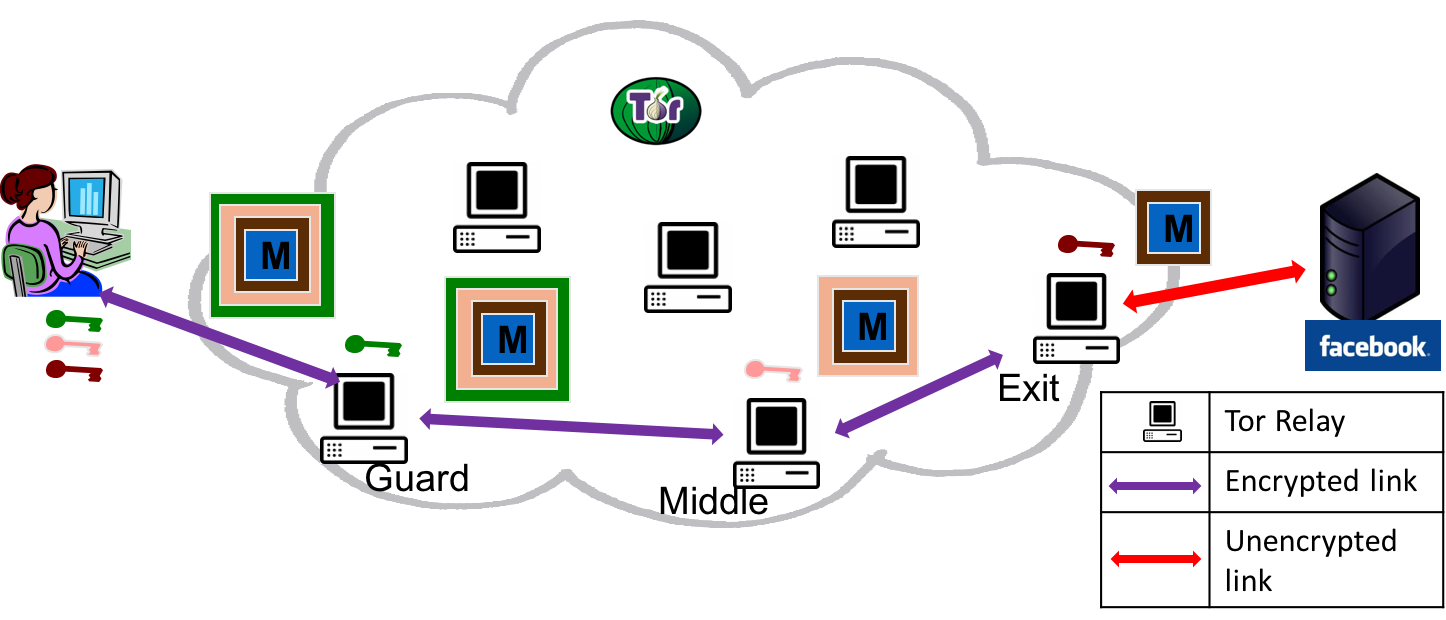 Tor
M
M
M
M
Guard
Middle
Exit
facebook.
Tor Relay
Encrypted link
Unencrypted
link